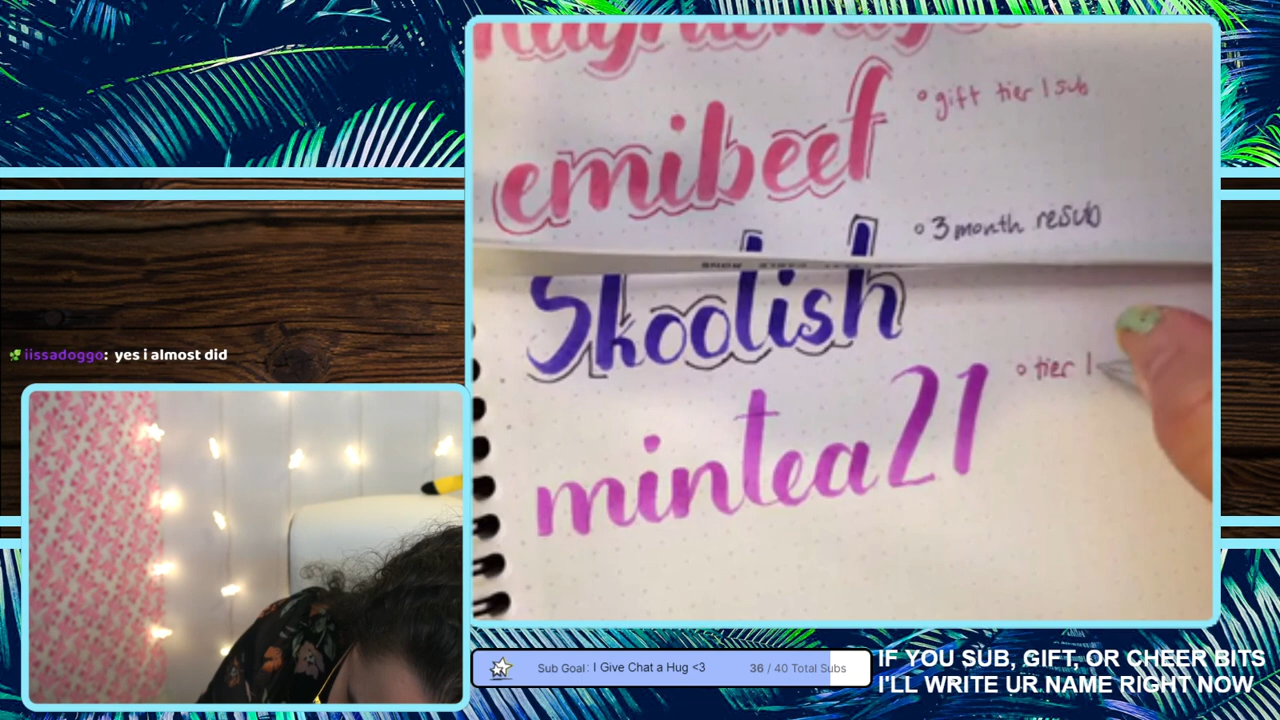 emibeef
° gift tier 1 sub
° 3 month resub
Skoolish
° tier 1
mintea21
iissadoggo: yes i almost did
Sub Goal: I Give Chat a Hug <3
36 / 40 Total Subs
IF YOU SUB, GIFT, OR CHEER BITS
I'LL WRITE UR NAME RIGHT NOW